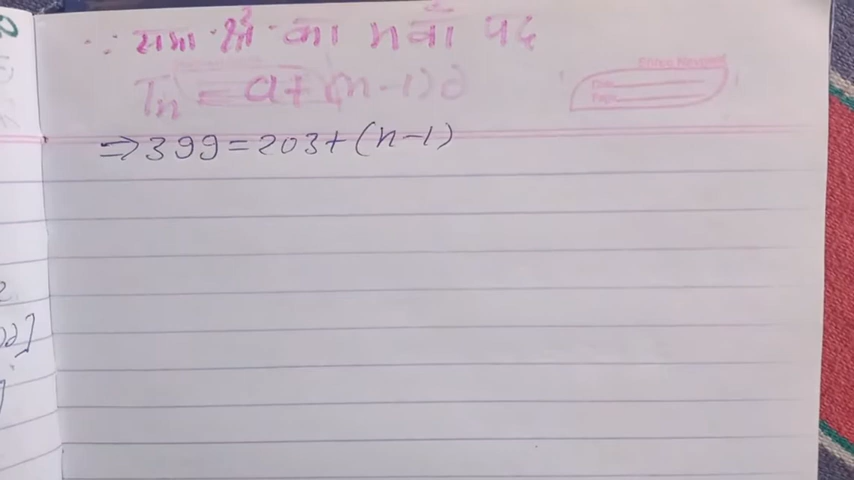 ∵ समा श्रे॰ का nवाँ पद
Tn = a + (n-1)d
⇒ 399 = 203 + (n-1)